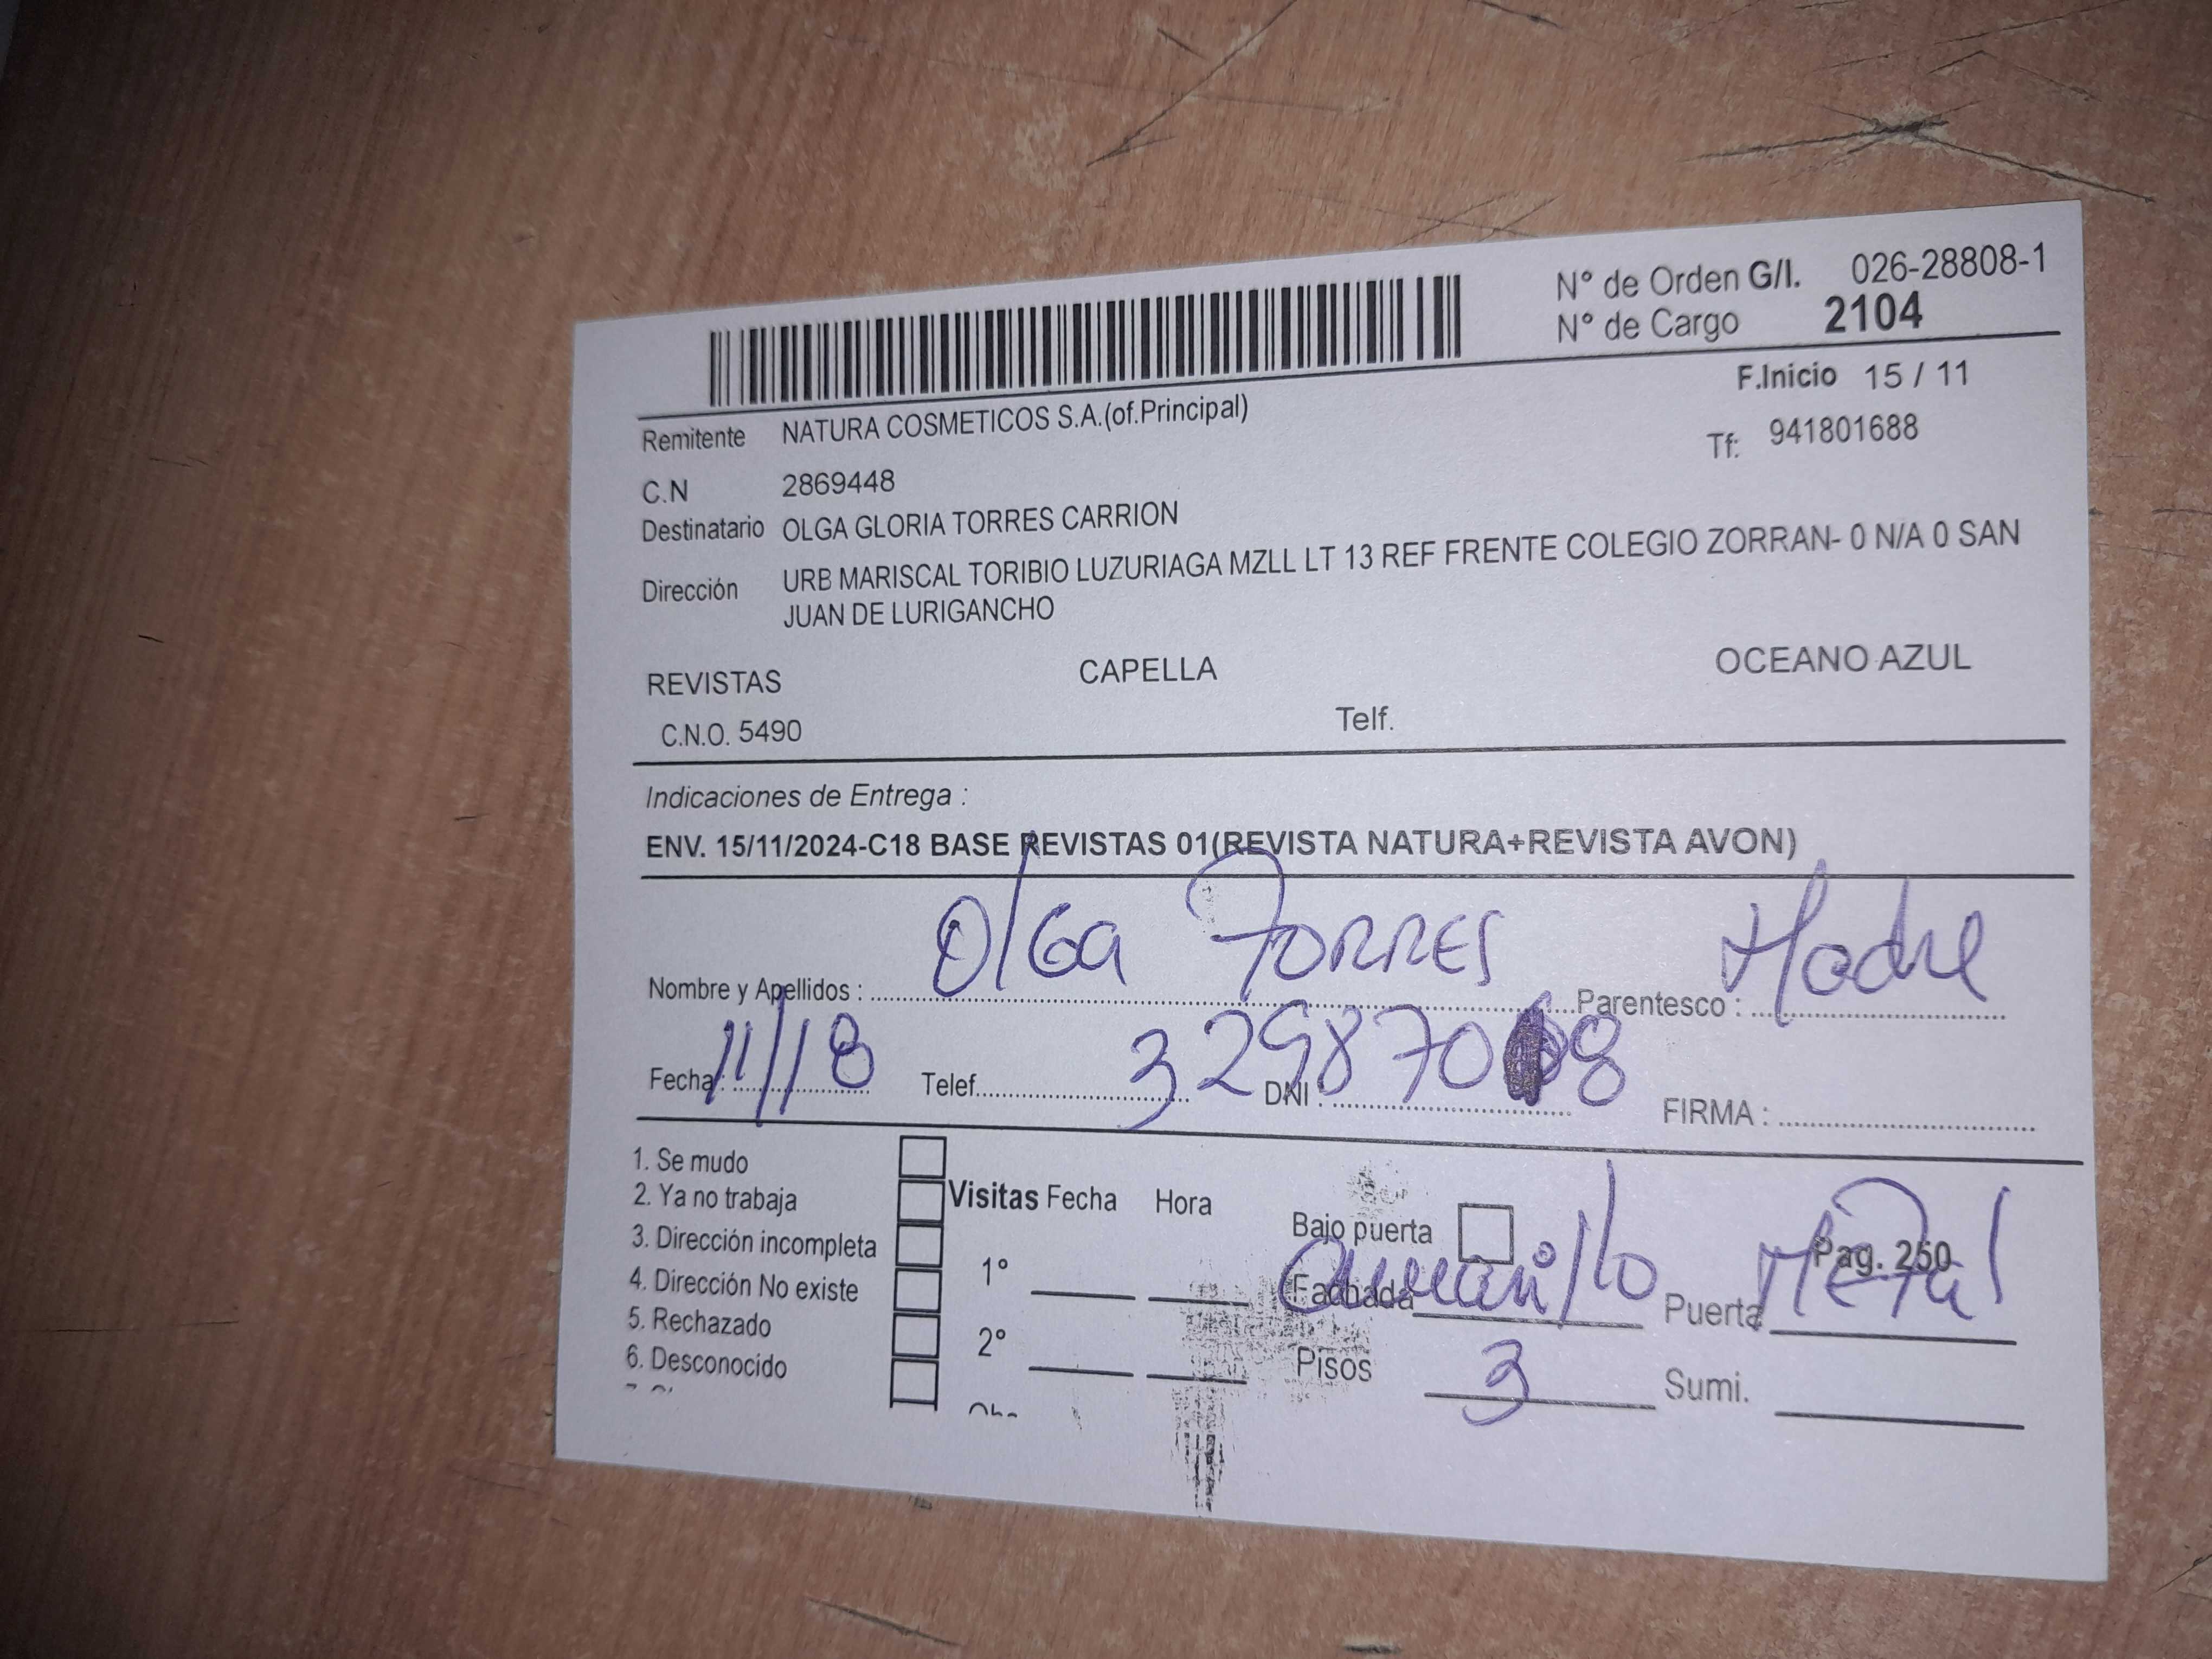 N° de Orden G/I. 026-28808-1
N° de Cargo 2104
F.Inicio 15 / 11
Remitente NATURA COSMETICOS S.A.(of.Principal)
Tf: 941801688
C.N 2869448
Destinatario OLGA GLORIA TORRES CARRION
Dirección URB MARISCAL TORIBIO LUZURIAGA MZLL LT 13 REF FRENTE COLEGIO ZORRAN- 0 N/A 0 SAN
JUAN DE LURIGANCHO
REVISTAS CAPELLA OCEANO AZUL
C.N.O. 5490 Telf.
Indicaciones de Entrega :
ENV. 15/11/2024-C18 BASE REVISTAS 01(REVISTA NATURA+REVISTA AVON)
Nombre y Apellidos : Olga TORRES Parentesco : Madre
Fecha : 11/18 Telef. DNI : FIRMA :
1. Se mudo
2. Ya no trabaja
3. Dirección incompleta
4. Dirección No existe
5. Rechazado
6. Desconocido
Visitas Fecha Hora
1°
2°
Bajo puerta
Pag. 250
Fachada Amarillo Puerta Metal
Pisos 3 Sumi.